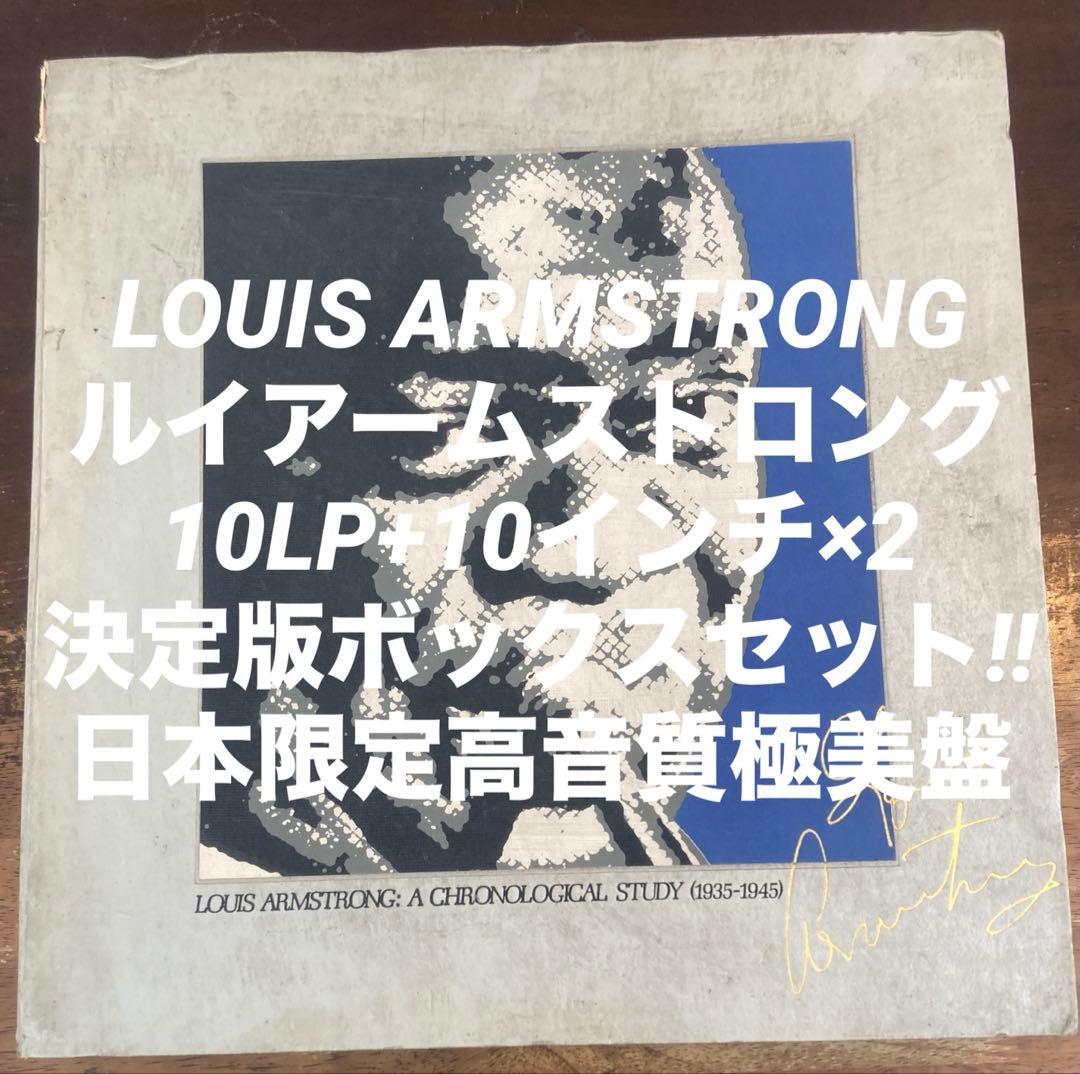 LOUIS ARMSTRONG
ルイアームストロング
10LP+10インチ×2
決定版ボックスセット!!
日本限定高音質極美盤
LOUIS ARMSTRONG: A CHRONOLOGICAL STUDY (1935-1945)